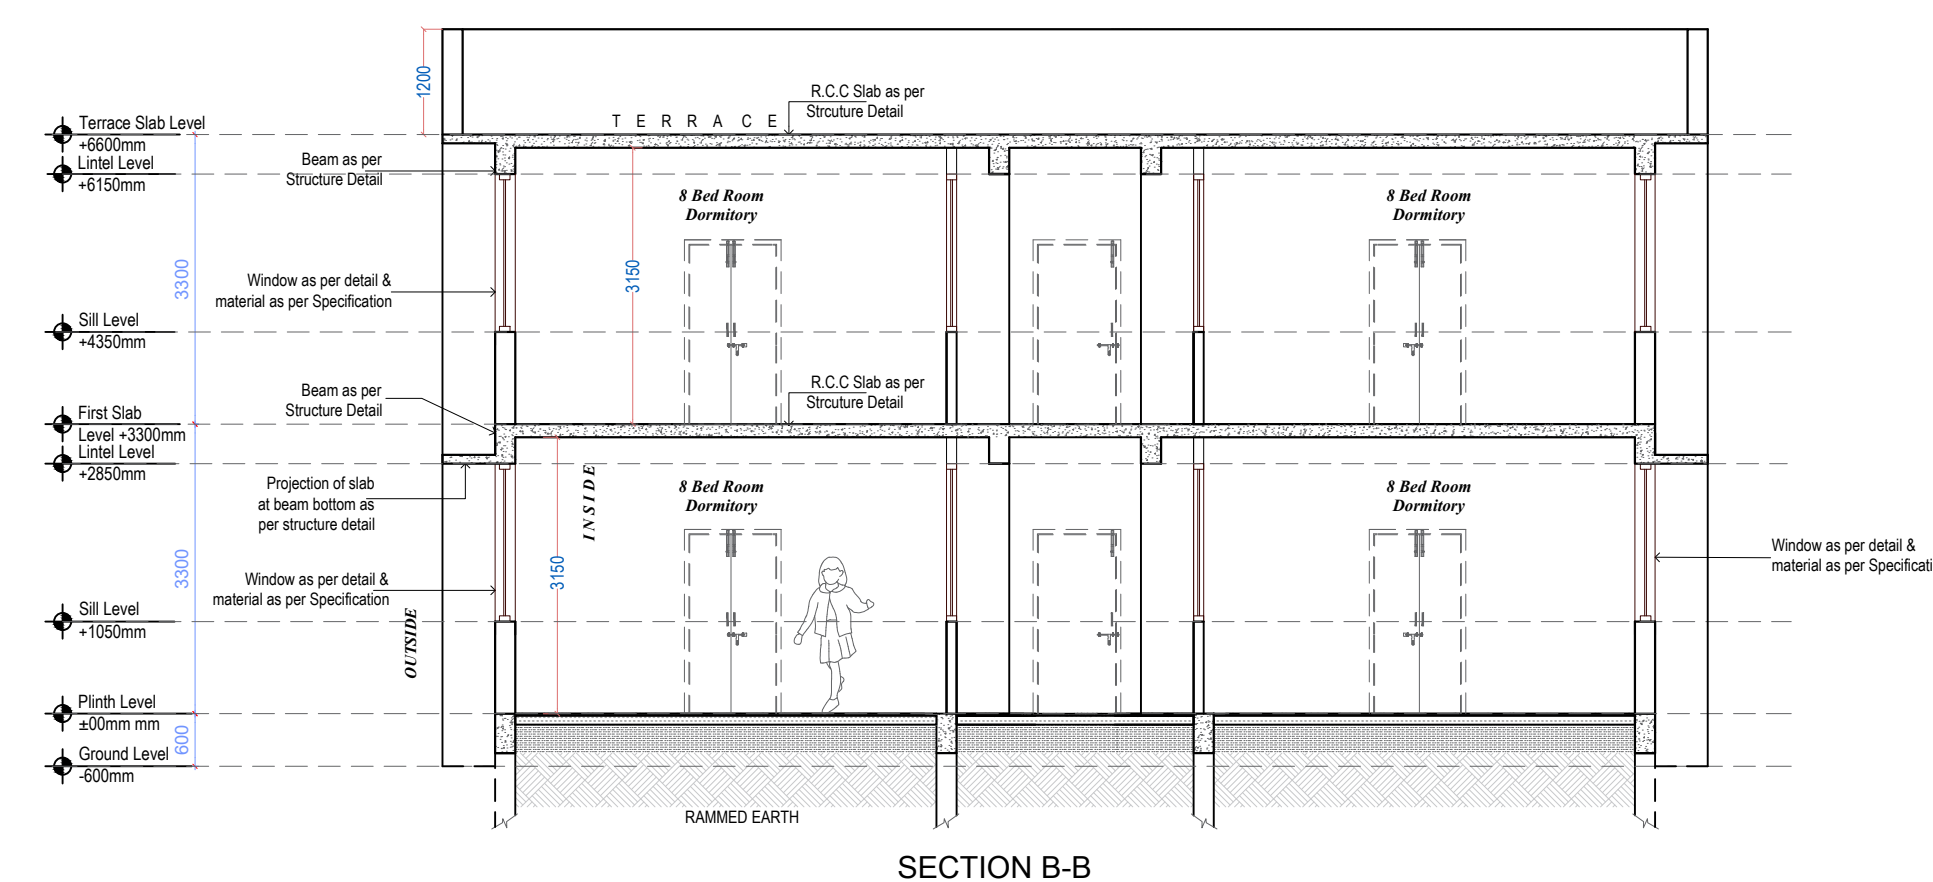 1200
R.C.C Slab as per
Strcuture Detail
TERRACE
Terrace Slab Level
+6600mm
Lintel Level
+6150mm
Beam as per
Structure Detail
8 Bed Room
Dormitory
8 Bed Room
Dormitory
3300
3150
Window as per detail &
material as per Specification
Sill Level
+4350mm
Beam as per
Structure Detail
R.C.C Slab as per
Strcuture Detail
First Slab
Level +3300mm
Lintel Level
+2850mm
Projection of slab
at beam bottom as
per structure detail
INSIDE
8 Bed Room
Dormitory
8 Bed Room
Dormitory
3300
3150
Window as per detail &
material as per Specification
Window as per detail &
material as per Specificati
Sill Level
+1050mm
OUTSIDE
Plinth Level
±00mm mm
600
Ground Level
-600mm
RAMMED EARTH
SECTION B-B